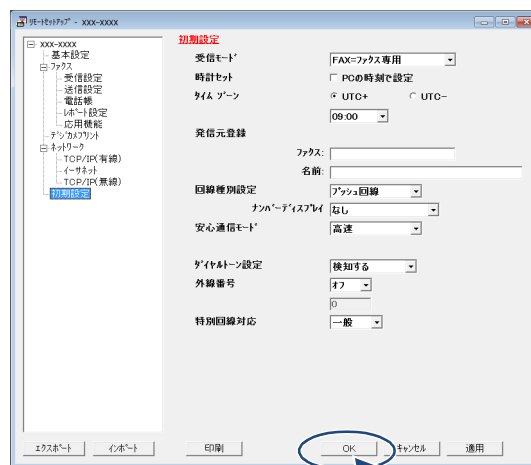 ﾘﾓｰﾄｾｯﾄｱｯﾌﾟ - xxx-xxxx
xxx-xxxx
基本設定
ﾌｧｸｽ
受信設定
送信設定
電話帳
ﾚﾎﾟｰﾄ設定
応用機能
ﾃﾞｼﾞｶﾒﾌﾟﾘﾝﾄ
ﾈｯﾄﾜｰｸ
TCP/IP(有線)
ｲｰｻﾈｯﾄ
TCP/IP(無線)
初期設定
初期設定
受信ﾓｰﾄﾞ FAX=ﾌｧｸｽ専用
時計ｾｯﾄ PCの時刻で設定
ﾀｲﾑ ｿﾞｰﾝ UTC+ UTC-
09:00
発信元登録
ﾌｧｸｽ:
名前:
回線種別設定 ﾌﾟｯｼｭ回線
ﾅﾝﾊﾞｰﾃﾞｨｽﾌﾟﾚｲ なし
安心通信ﾓｰﾄﾞ 高速
ﾀﾞｲﾔﾙﾄｰﾝ設定 検知する
外線番号 ｵﾌ
0
特別回線対応 一般
ｴｸｽﾎﾟｰﾄ ｲﾝﾎﾟｰﾄ 印刷 OK ｷｬﾝｾﾙ 適用